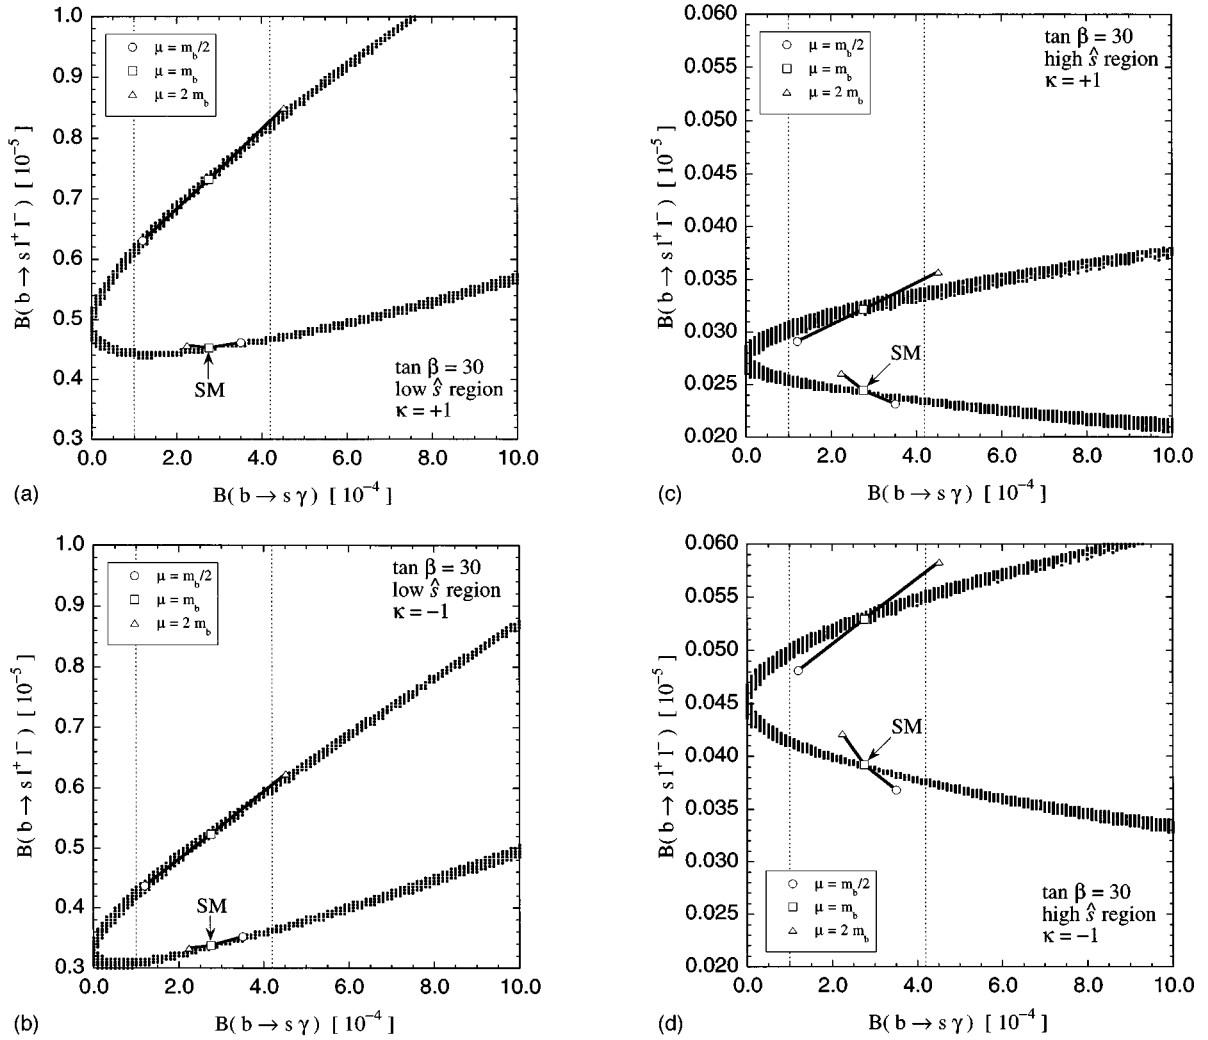 1.0
0.9
0.8
0.7
0.6
0.5
0.4
0.3
B( b → s l⁺ l⁻ ) [ 10⁻⁵ ]
μ = m_b/2
μ = m_b
μ = 2 m_b
SM
tan β = 30
low ŝ region
κ = +1
0.0 2.0 4.0 6.0 8.0 10.0
(a) B( b → s γ ) [ 10⁻⁴ ]
0.060
0.055
0.050
0.045
0.040
0.035
0.030
0.025
0.020
B( b → s l⁺ l⁻ ) [ 10⁻⁵ ]
μ = m_b/2
μ = m_b
μ = 2 m_b
tan β = 30
high ŝ region
κ = +1
SM
0.0 2.0 4.0 6.0 8.0 10.0
(c) B( b → s γ ) [ 10⁻⁴ ]
1.0
0.9
0.8
0.7
0.6
0.5
0.4
0.3
B( b → s l⁺ l⁻ ) [ 10⁻⁵ ]
μ = m_b/2
μ = m_b
μ = 2 m_b
tan β = 30
low ŝ region
κ = −1
SM
0.0 2.0 4.0 6.0 8.0 10.0
(b) B( b → s γ ) [ 10⁻⁴ ]
0.060
0.055
0.050
0.045
0.040
0.035
0.030
0.025
0.020
B( b → s l⁺ l⁻ ) [ 10⁻⁵ ]
SM
μ = m_b/2
μ = m_b
μ = 2 m_b
tan β = 30
high ŝ region
κ = −1
0.0 2.0 4.0 6.0 8.0 10.0
(d) B( b → s γ ) [ 10⁻⁴ ]